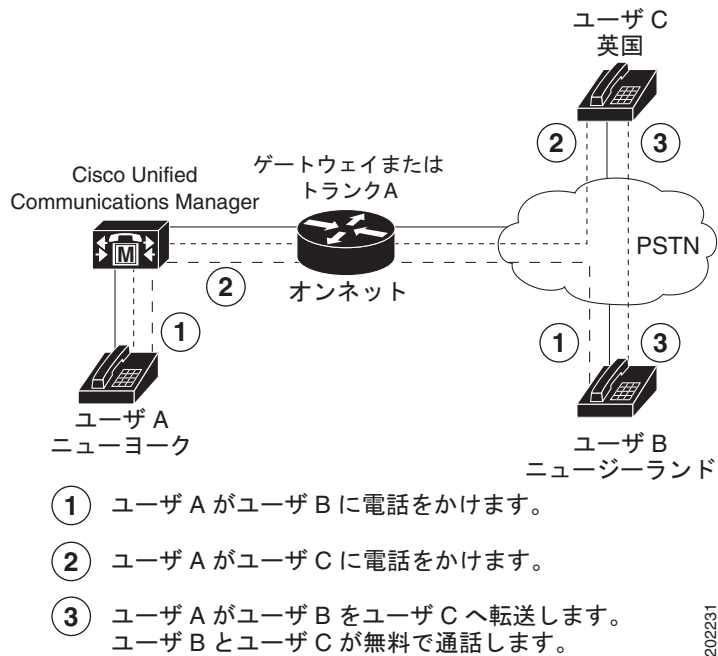 ユーザ C
英国
2
3
Cisco Unified
Communications Manager
ゲートウェイまたは
トランクA
M
PSTN
オンネット
2
1
1
3
ユーザ A
ニューヨーク
ユーザ B
ニュージーランド
1 ユーザ A がユーザ B に電話をかけます。
2 ユーザ A がユーザ C に電話をかけます。
3 ユーザ A がユーザ B をユーザ C へ転送します。
ユーザ B とユーザ C が無料で通話します。
202231